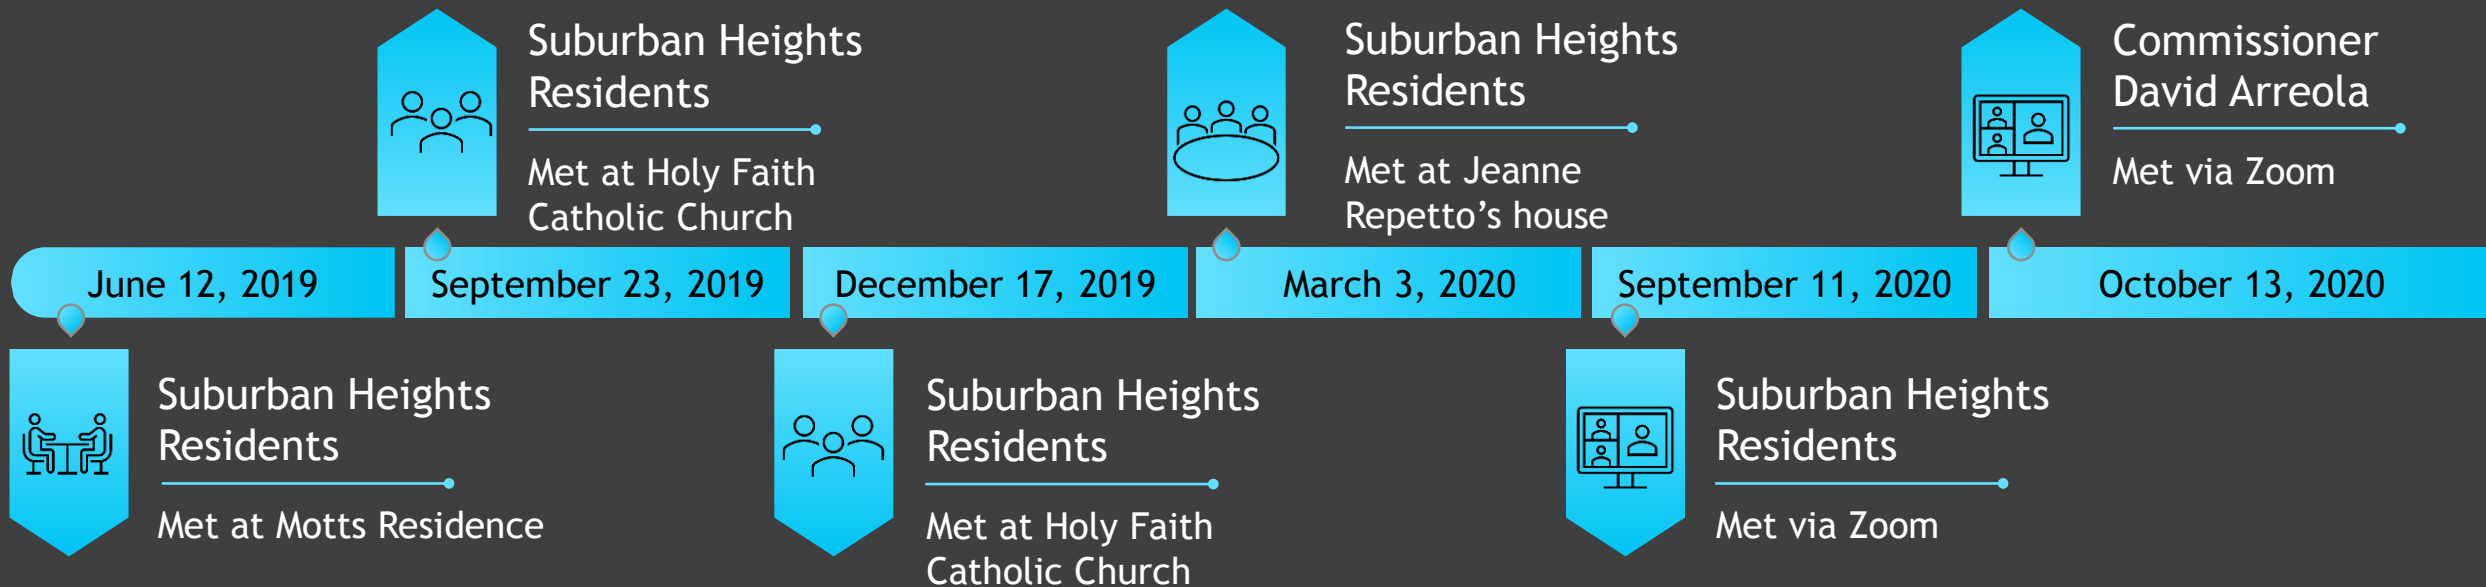 Suburban Heights
Residents
Met at Holy Faith
Catholic Church
Suburban Heights
Residents
Met at Jeanne
Repetto’s house
Commissioner
David Arreola
Met via Zoom
June 12, 2019
September 23, 2019
December 17, 2019
March 3, 2020
September 11, 2020
October 13, 2020
Suburban Heights
Residents
Met at Motts Residence
Suburban Heights
Residents
Met at Holy Faith
Catholic Church
Suburban Heights
Residents
Met via Zoom